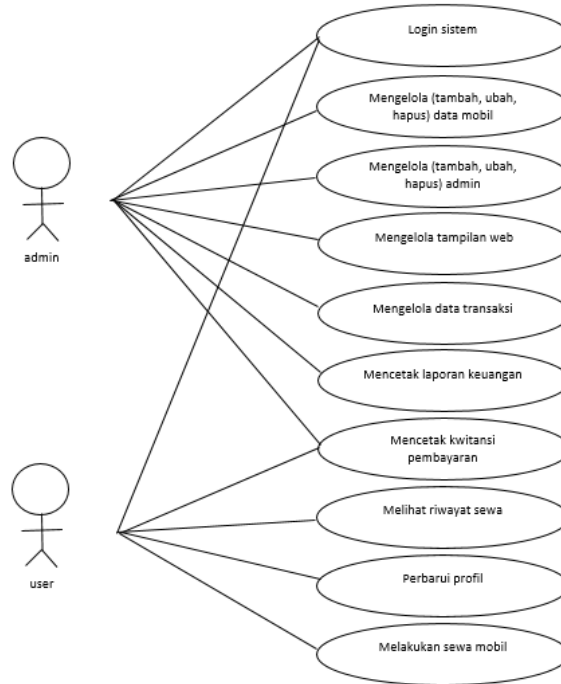 Login sistem
Mengelola (tambah, ubah,
hapus) data mobil
Mengelola (tambah, ubah,
hapus) admin
Mengelola tampilan web
admin
Mengelola data transaksi
Mencetak laporan keuangan
Mencetak kwitansi
pembayaran
Melihat riwayat sewa
Perbarui profil
user
Melakukan sewa mobil